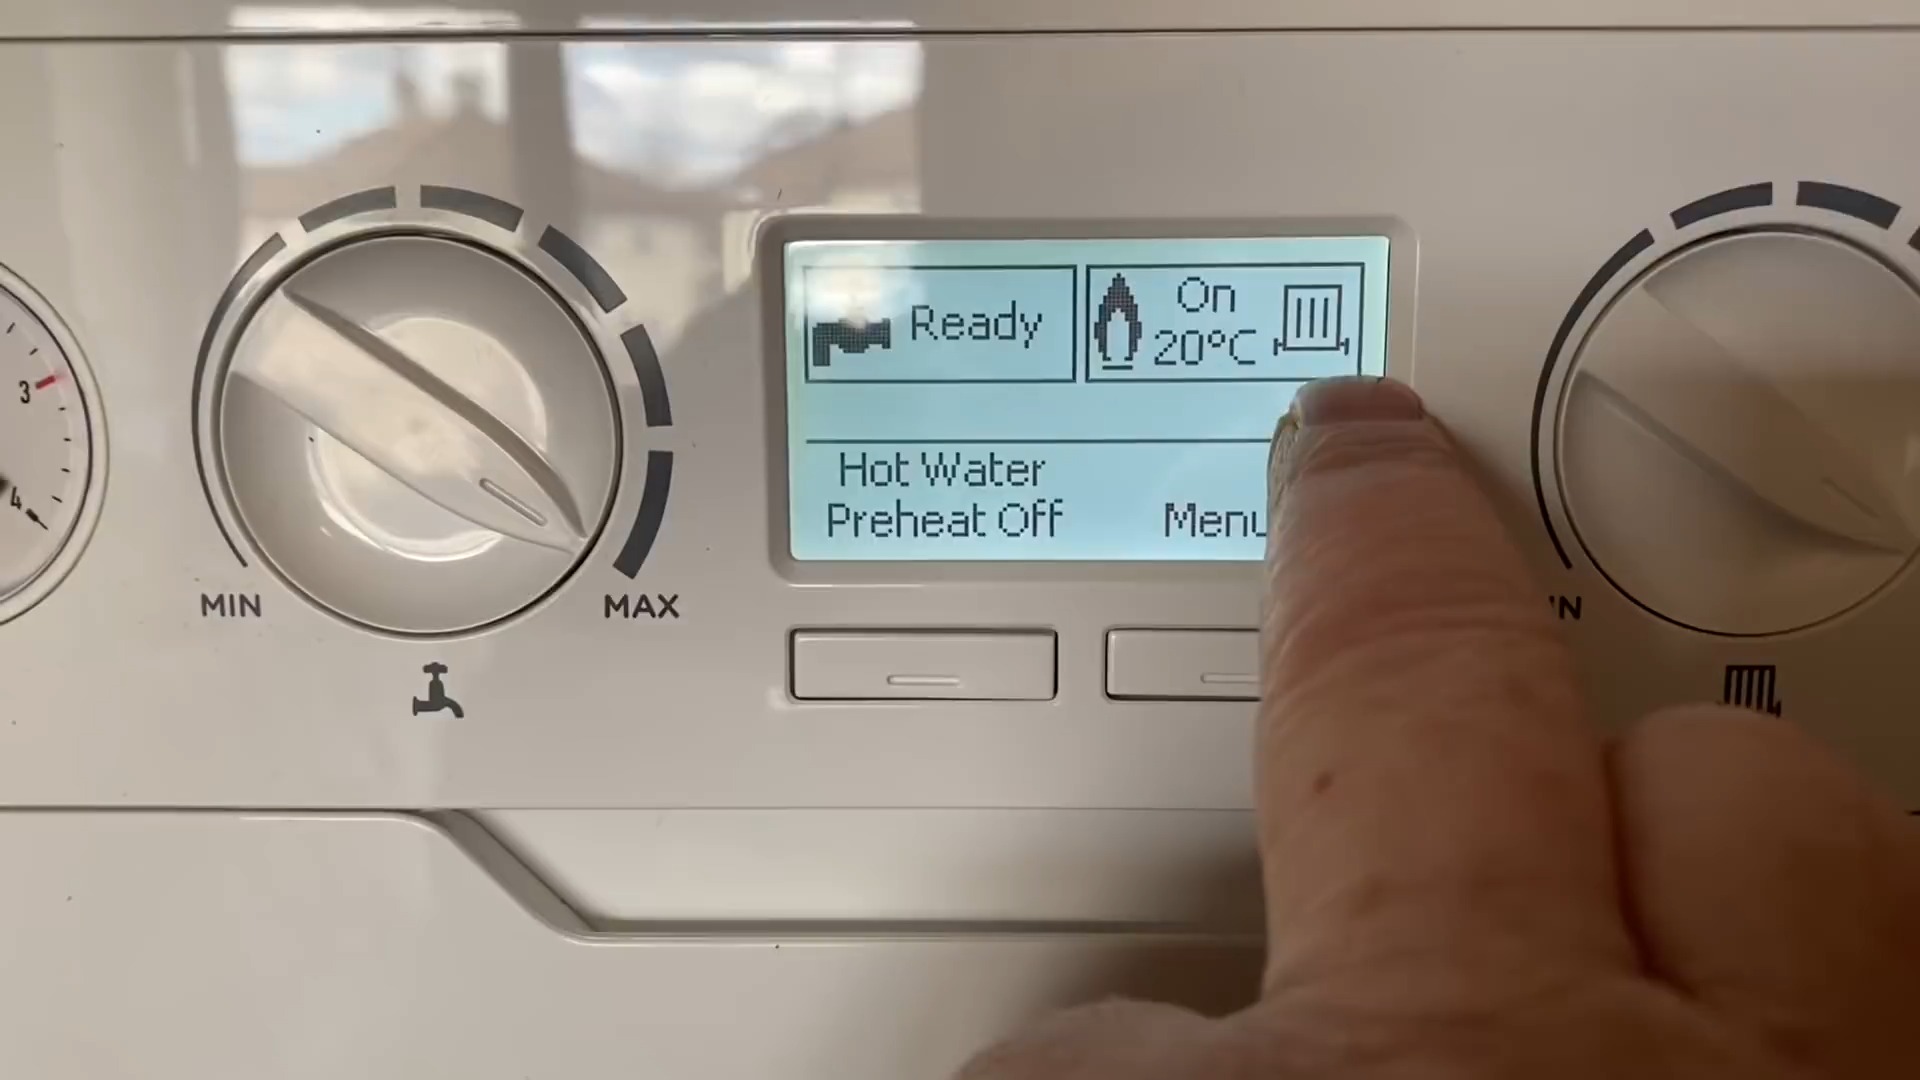 3
4
MIN
MAX
Ready
On
20°C
Hot Water
Preheat Off
Menu